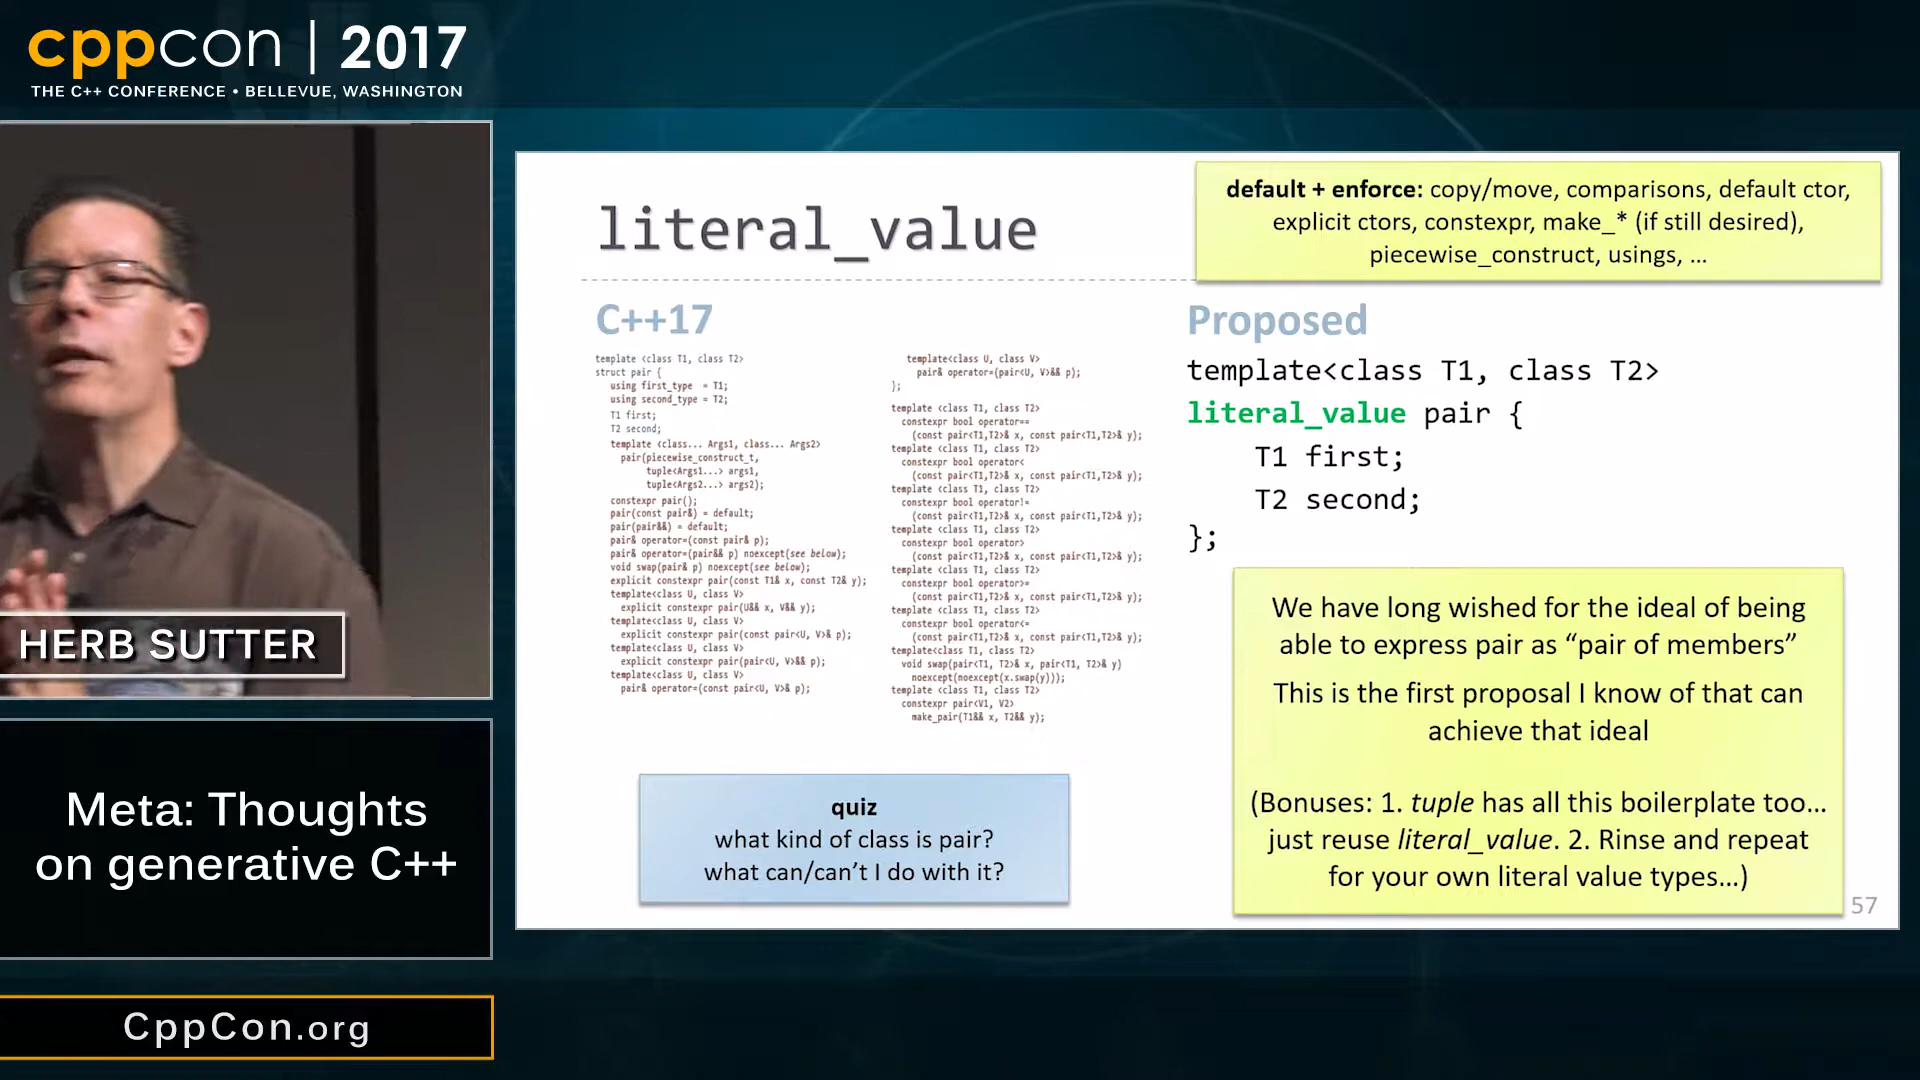 cppcon | 2017
THE C++ CONFERENCE • BELLEVUE, WASHINGTON
HERB SUTTER
Meta: Thoughts
on generative C++
CppCon.org
literal_value
default + enforce: copy/move, comparisons, default ctor,
explicit ctors, constexpr, make_* (if still desired),
piecewise_construct, usings, …
C++17
template <class T1, class T2>
struct pair {
using first_type = T1;
using second_type = T2;
T1 first;
T2 second;
template <class... Args1, class... Args2>
pair(piecewise_construct_t,
tuple<Args1...> args1,
tuple<Args2...> args2);
constexpr pair();
pair(const pair&) = default;
pair(pair&&) = default;
pair& operator=(const pair& p);
pair& operator=(pair&& p) noexcept(see below);
void swap(pair& p) noexcept(see below);
explicit constexpr pair(const T1& x, const T2& y);
template<class U, class V>
explicit constexpr pair(U&& x, V&& y);
template<class U, class V>
explicit constexpr pair(const pair<U, V>& p);
template<class U, class V>
explicit constexpr pair(pair<U, V>&& p);
template<class U, class V>
pair& operator=(const pair<U, V>& p);
template<class U, class V>
pair& operator=(pair<U, V>&& p);
};
template <class T1, class T2>
constexpr bool operator==
(const pair<T1,T2>& x, const pair<T1,T2>& y);
template <class T1, class T2>
constexpr bool operator<
(const pair<T1,T2>& x, const pair<T1,T2>& y);
template <class T1, class T2>
constexpr bool operator!=
(const pair<T1,T2>& x, const pair<T1,T2>& y);
template <class T1, class T2>
constexpr bool operator>
(const pair<T1,T2>& x, const pair<T1,T2>& y);
template <class T1, class T2>
constexpr bool operator>=
(const pair<T1,T2>& x, const pair<T1,T2>& y);
template <class T1, class T2>
constexpr bool operator<=
(const pair<T1,T2>& x, const pair<T1,T2>& y);
template<class T1, class T2>
void swap(pair<T1, T2>& x, pair<T1, T2>& y)
noexcept(noexcept(x.swap(y)));
template <class T1, class T2>
constexpr pair<V1, V2>
make_pair(T1&& x, T2&& y);
quiz
what kind of class is pair?
what can/can’t I do with it?
Proposed
template<class T1, class T2>
literal_value pair {
T1 first;
T2 second;
};
We have long wished for the ideal of being
able to express pair as “pair of members”
This is the first proposal I know of that can
achieve that ideal
(Bonuses: 1. tuple has all this boilerplate too…
just reuse literal_value. 2. Rinse and repeat
for your own literal value types…)
57